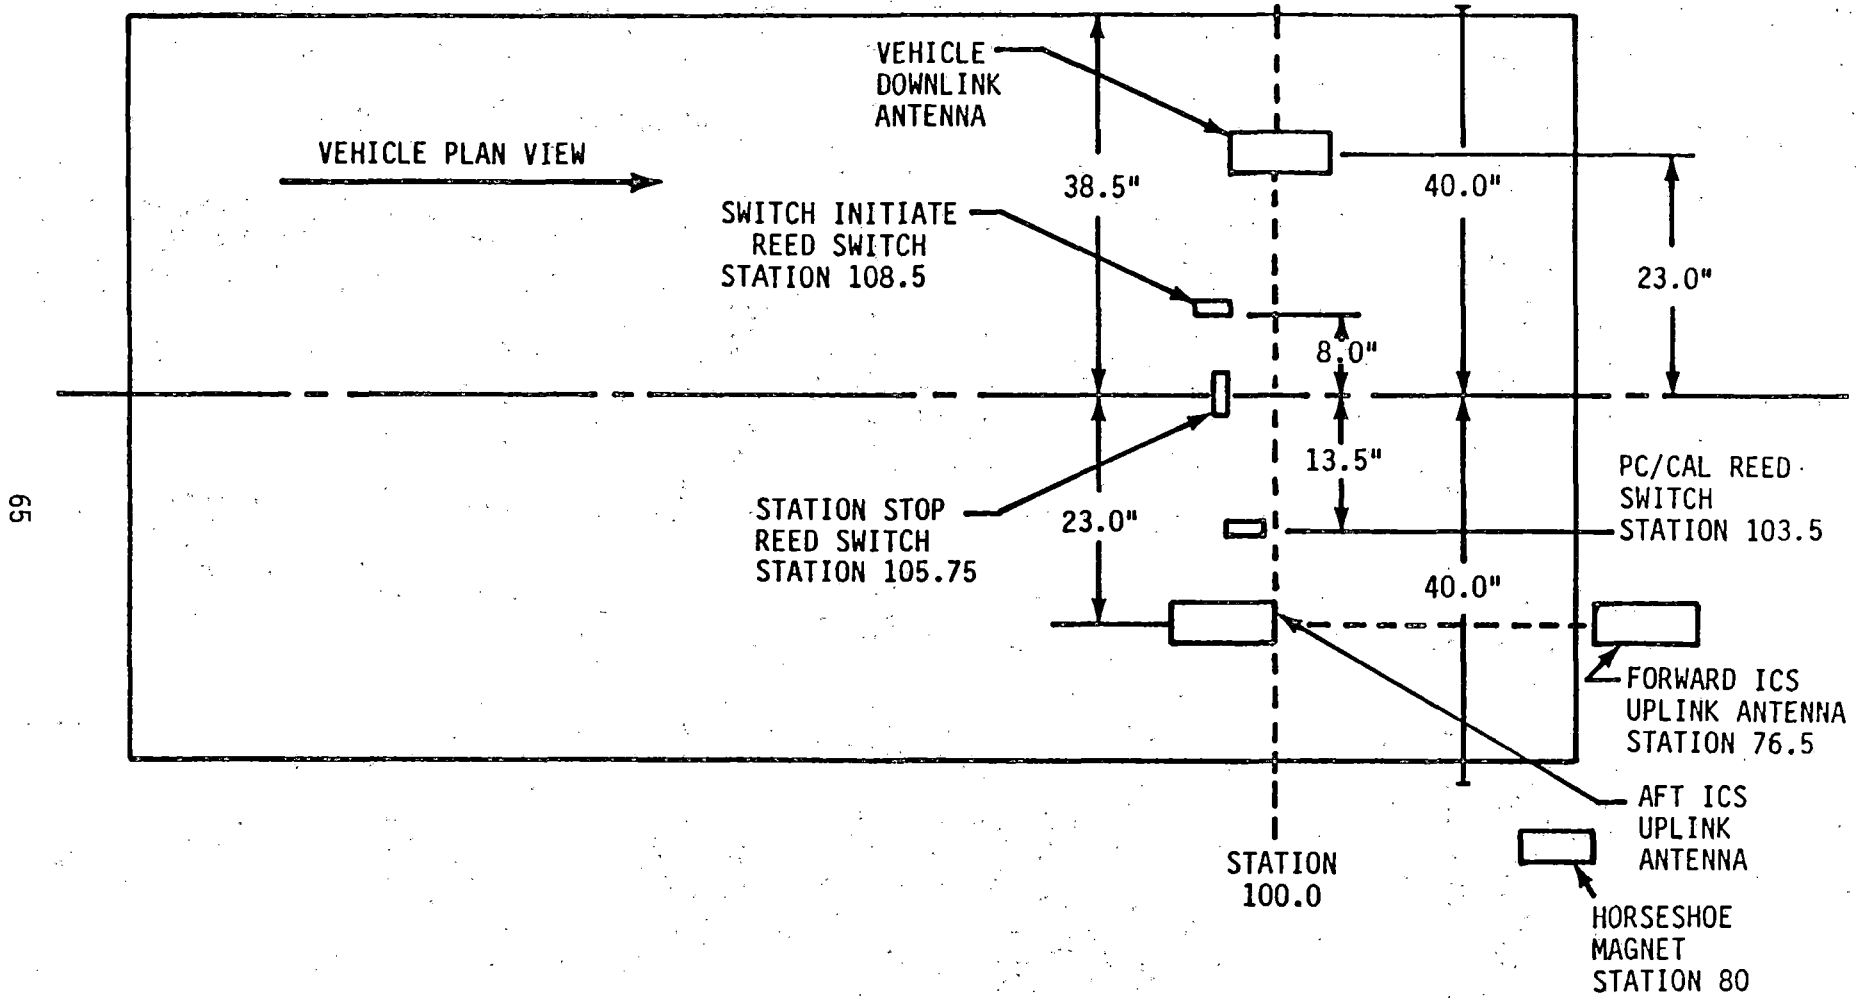 VEHICLE
DOWNLINK
ANTENNA
VEHICLE PLAN VIEW
38.5"
40.0"
SWITCH INITIATE
REED SWITCH
STATION 108.5
23.0"
8.0"
13.5"
PC/CAL REED
SWITCH
STATION 103.5
65
STATION STOP
REED SWITCH
STATION 105.75
23.0"
40.0"
FORWARD ICS
UPLINK ANTENNA
STATION 76.5
AFT ICS
UPLINK
ANTENNA
STATION
100.0
HORSESHOE
MAGNET
STATION 80